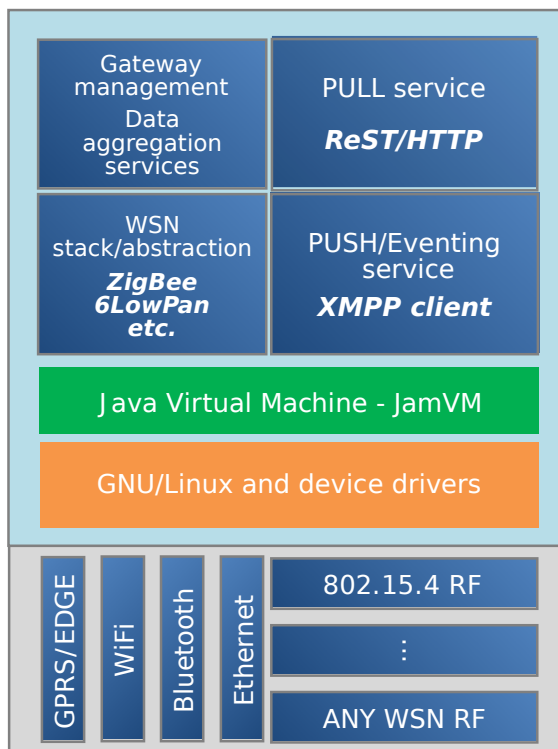 Gateway
management
Data
aggregation
services
PULL service
ReST/HTTP
WSN
stack/abstraction
ZigBee
6LowPan
etc.
PUSH/Eventing
service
XMPP client
Java Virtual Machine - JamVM
GNU/Linux and device drivers
GPRS/EDGE
WiFi
Bluetooth
Ethernet
802.15.4 RF
...
ANY WSN RF